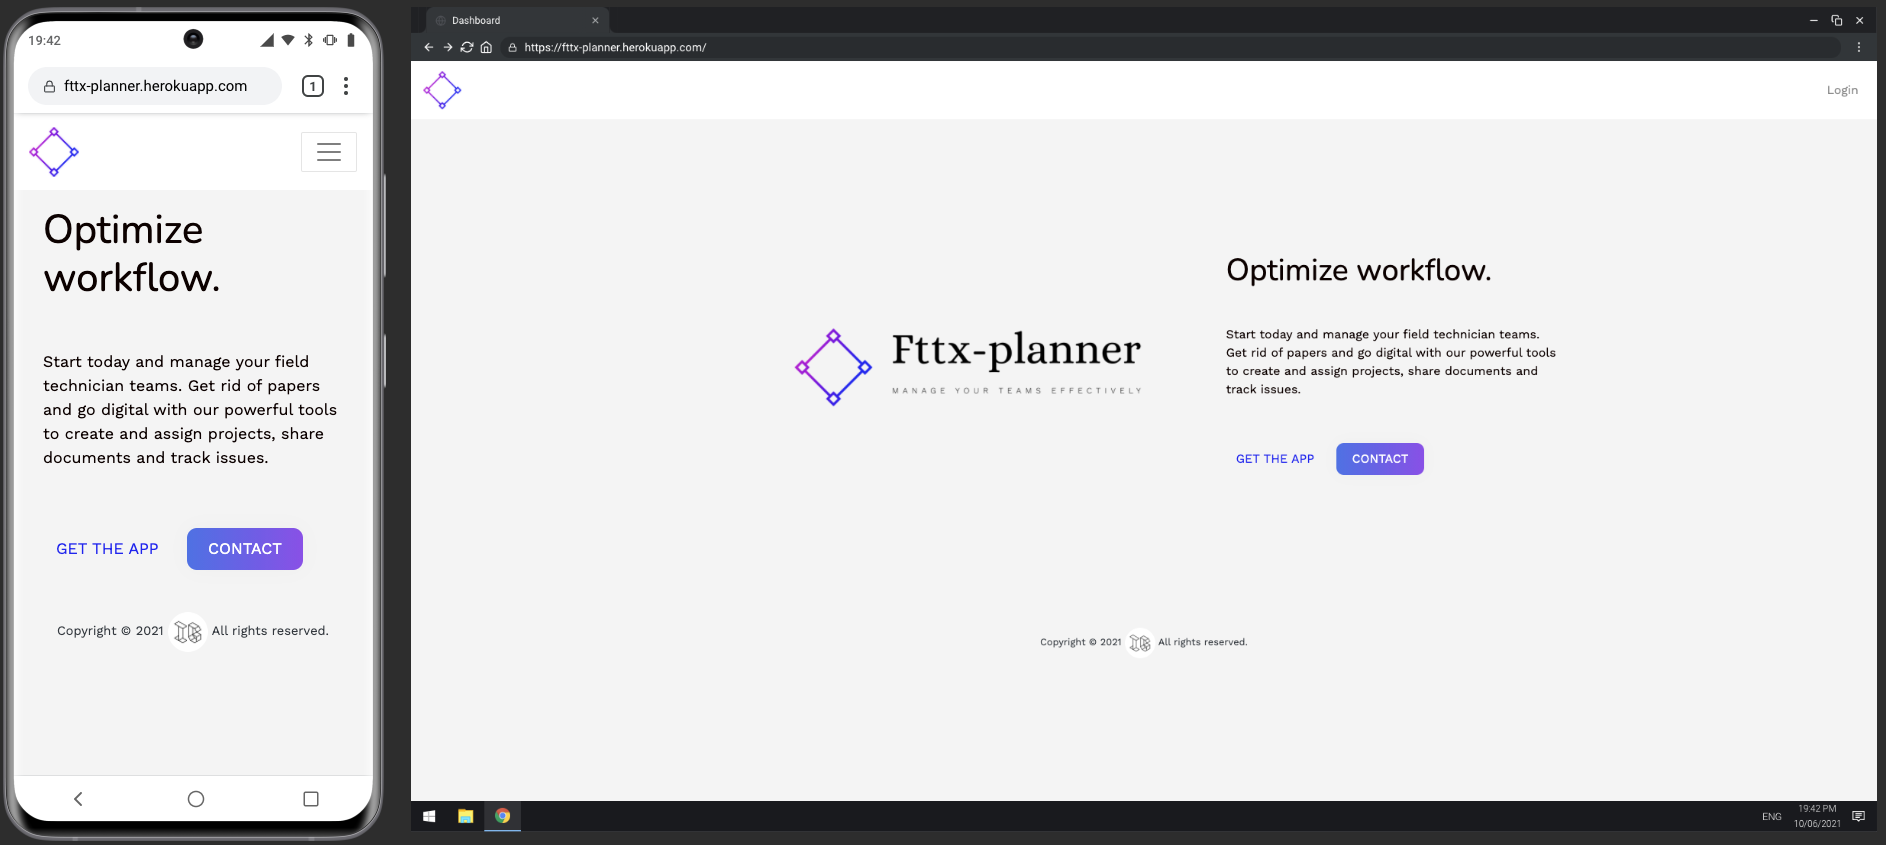 19:42
fttx-planner.herokuapp.com
1
Optimize
workflow.
Start today and manage your field
technician teams. Get rid of papers
and go digital with our powerful tools
to create and assign projects, share
documents and track issues.
GET THE APP
CONTACT
Copyright © 2021 All rights reserved.
Dashboard
https://fttx-planner.herokuapp.com/
Login
Fttx-planner
MANAGE YOUR TEAMS EFFECTIVELY
Optimize workflow.
Start today and manage your field technician teams.
Get rid of papers and go digital with our powerful tools
to create and assign projects, share documents and
track issues.
GET THE APP
CONTACT
Copyright © 2021 All rights reserved.
ENG
19:42 PM
10/06/2021